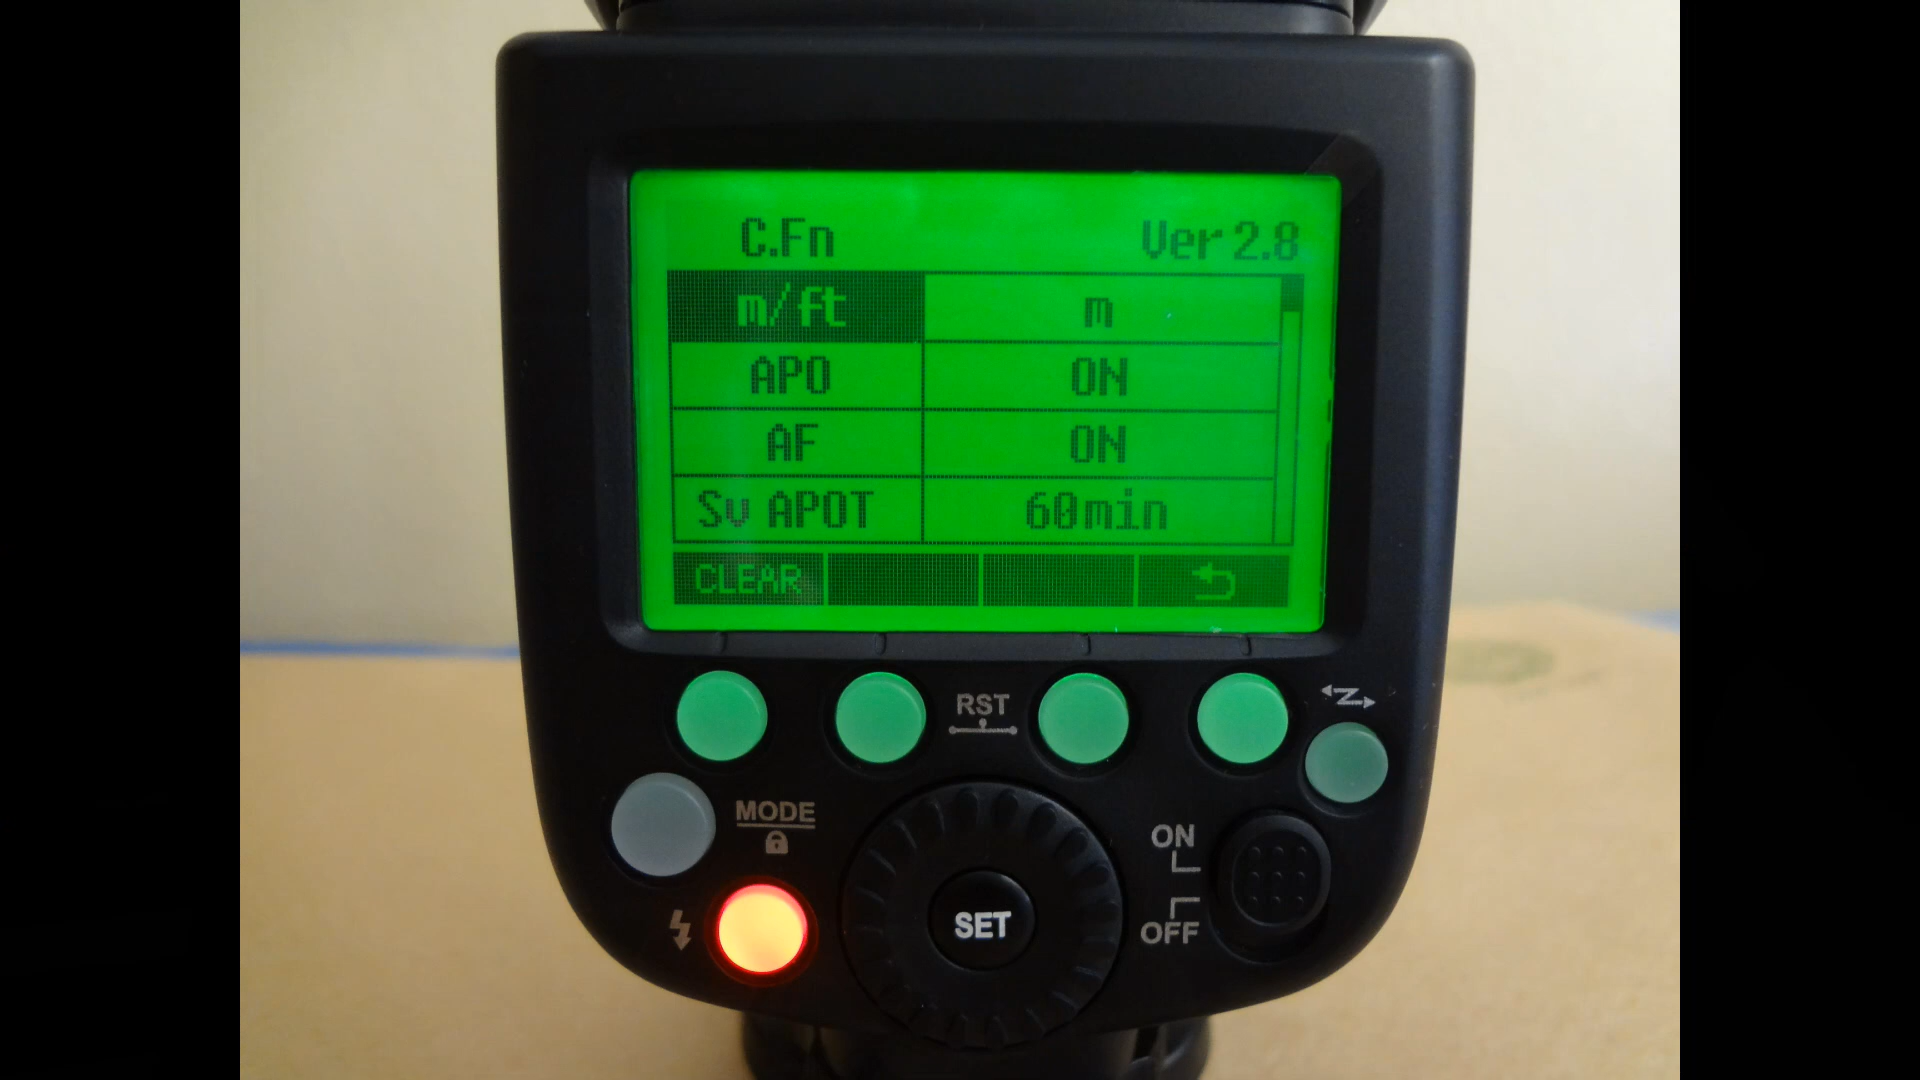 C.Fn Ver 2.8
m/ft m
APO ON
AF ON
Sv APOT 60min
CLEAR
RST
MODE
ON
SET
OFF